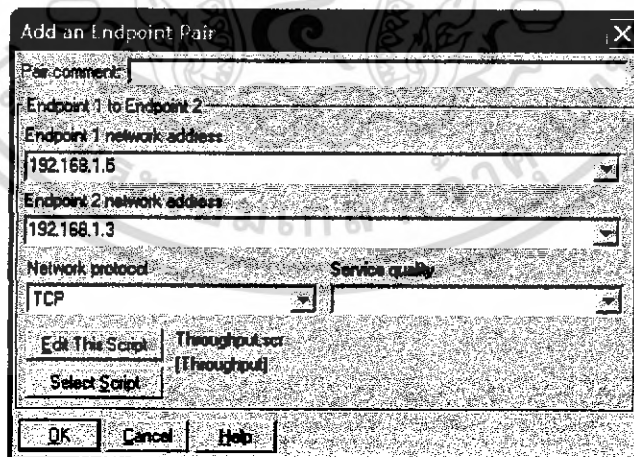 Add an Endpoint Pair
Pair comment:
Endpoint 1 to Endpoint 2
Endpoint 1 network address
192.168.1.5
Endpoint 2 network address
192.168.1.3
Network protocol
Service quality
TCP
Edit This Script
Throughput.scr
(Throughput)
Select Script
OK
Cancel
Help